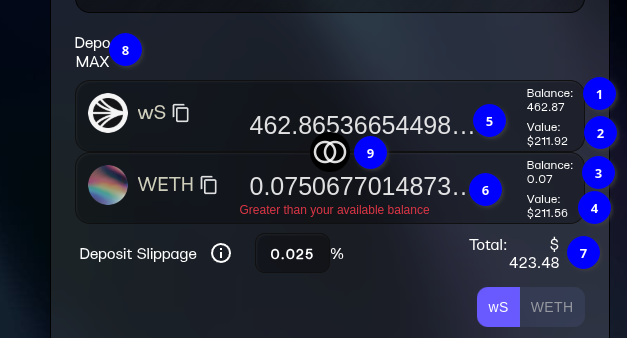 Depo 8
MAX
wS
462.86536654498... 5
Balance: 1
462.87
Value: 2
$211.92
9
WETH
0.0750677014873... 6
Greater than your available balance
Balance: 3
0.07
Value: 4
$211.56
Deposit Slippage
0.025 %
Total: $ 7
423.48
wS WETH